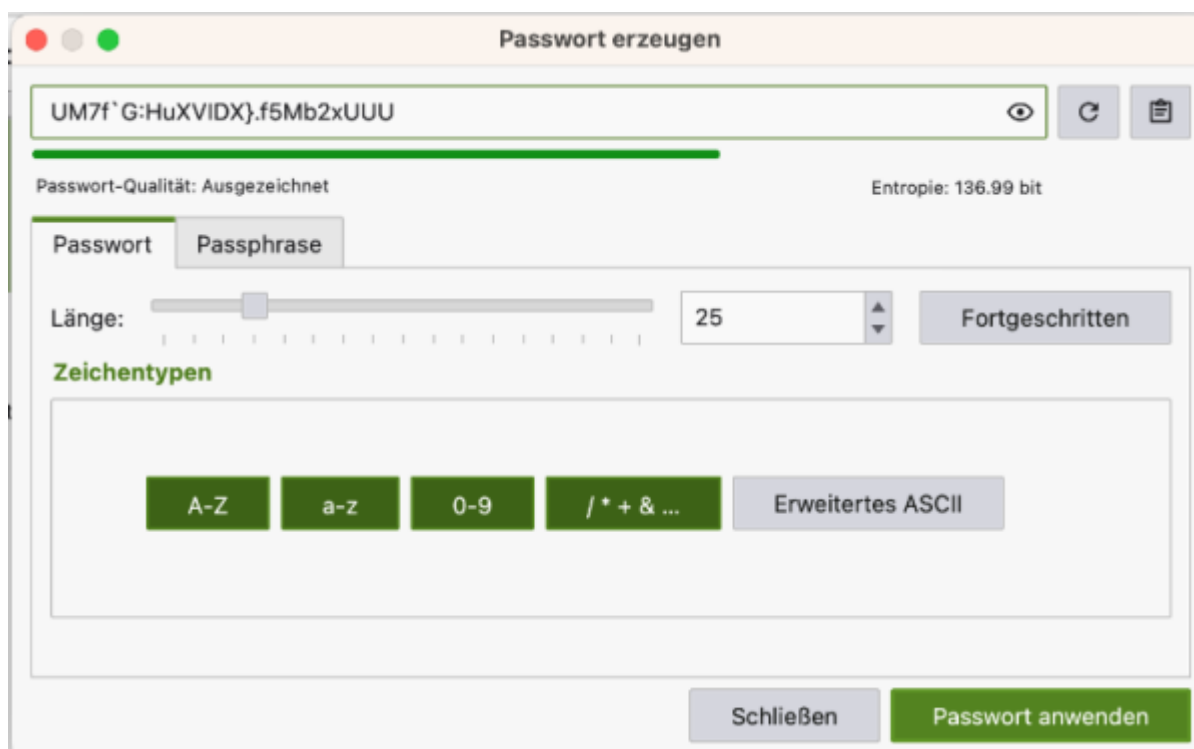 Passwort erzeugen
UM7f`G:HuXVIDX}.f5Mb2xUUU
Passwort-Qualität: Ausgezeichnet
Entropie: 136.99 bit
Passwort
Passphrase
Länge:
25
Fortgeschritten
Zeichentypen
A-Z
a-z
0-9
/ * + & ...
Erweitertes ASCII
Schließen
Passwort anwenden